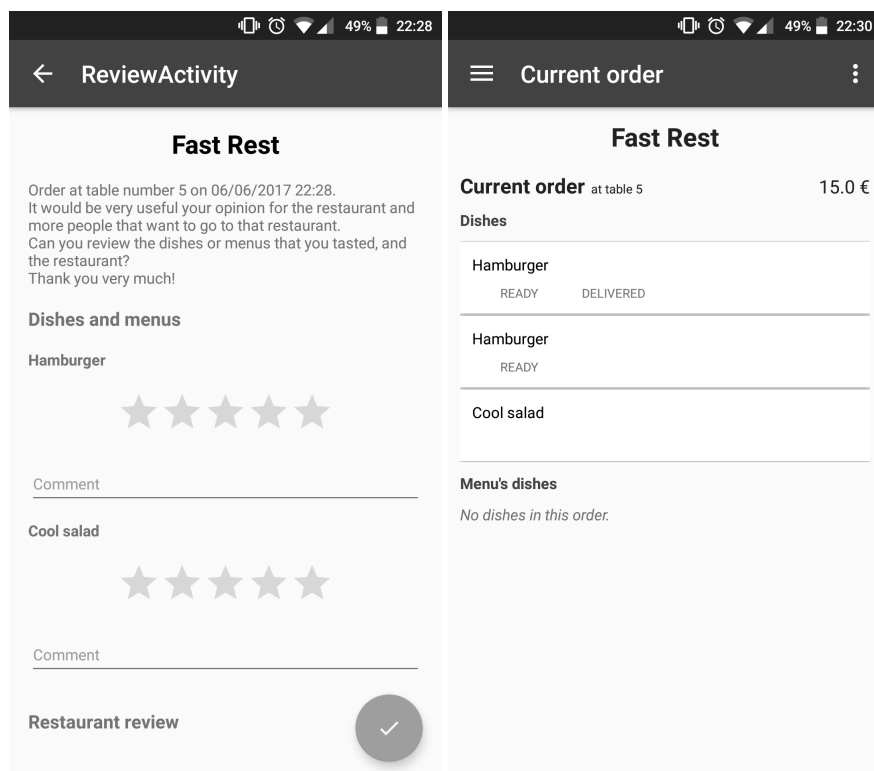 49% 22:28
ReviewActivity
Fast Rest
Order at table number 5 on 06/06/2017 22:28.
It would be very useful your opinion for the restaurant and
more people that want to go to that restaurant.
Can you review the dishes or menus that you tasted, and
the restaurant?
Thank you very much!
Dishes and menus
Hamburger
Comment
Cool salad
Comment
Restaurant review
49% 22:30
Current order
Fast Rest
Current order at table 5 15.0 €
Dishes
Hamburger
READY DELIVERED
Hamburger
READY
Cool salad
Menu's dishes
No dishes in this order.